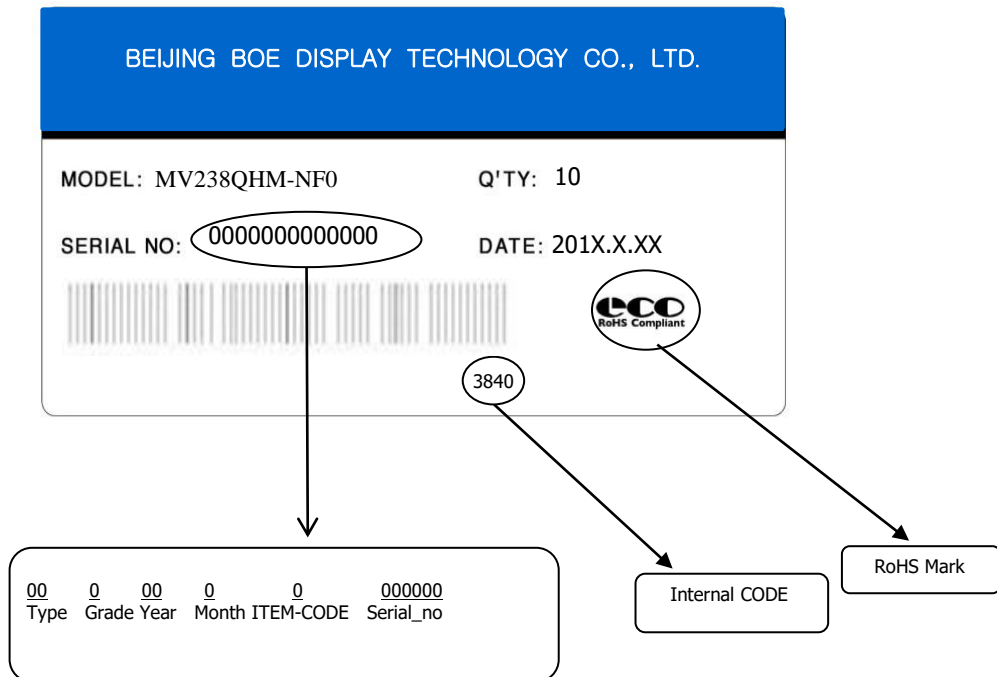 BEIJING BOE DISPLAY TECHNOLOGY CO., LTD.
MODEL: MV238QHM-NF0 Q'TY: 10
SERIAL NO: 0000000000000 DATE: 201X.X.XX
eco
RoHS Compliant
3840
00 0 00 0 0 000000
Type Grade Year Month ITEM-CODE Serial_no
Internal CODE
RoHS Mark